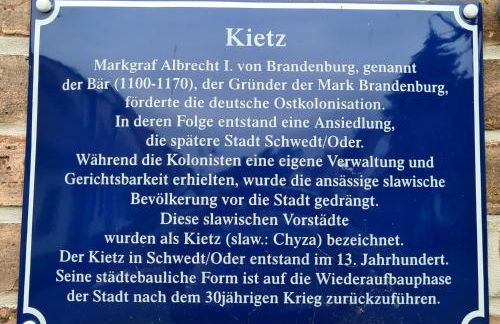 Kietz
Markgraf Albrecht I. von Brandenburg, genannt
der Bär (1100-1170), der Gründer der Mark Brandenburg,
förderte die deutsche Ostkolonisation.
In deren Folge entstand eine Ansiedlung,
die spätere Stadt Schwedt/Oder.
Während die Kolonisten eine eigene Verwaltung und
Gerichtsbarkeit erhielten, wurde die ansässige slawische
Bevölkerung vor die Stadt gedrängt.
Diese slawischen Vorstädte
wurden als Kietz (slaw.: Chyza) bezeichnet.
Der Kietz in Schwedt/Oder entstand im 13. Jahrhundert.
Seine städtebauliche Form ist auf die Wiederaufbauphase
der Stadt nach dem 30jährigen Krieg zurückzuführen.